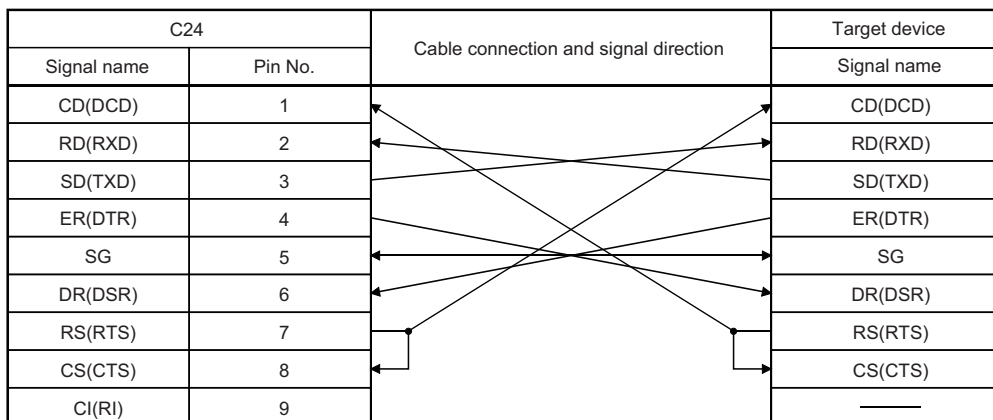 C24
Cable connection and signal direction
Target device
Signal name Pin No.
Signal name
CD(DCD) 1 CD(DCD)
RD(RXD) 2 RD(RXD)
SD(TXD) 3 SD(TXD)
ER(DTR) 4 ER(DTR)
SG 5 SG
DR(DSR) 6 DR(DSR)
RS(RTS) 7 RS(RTS)
CS(CTS) 8 CS(CTS)
CI(RI) 9